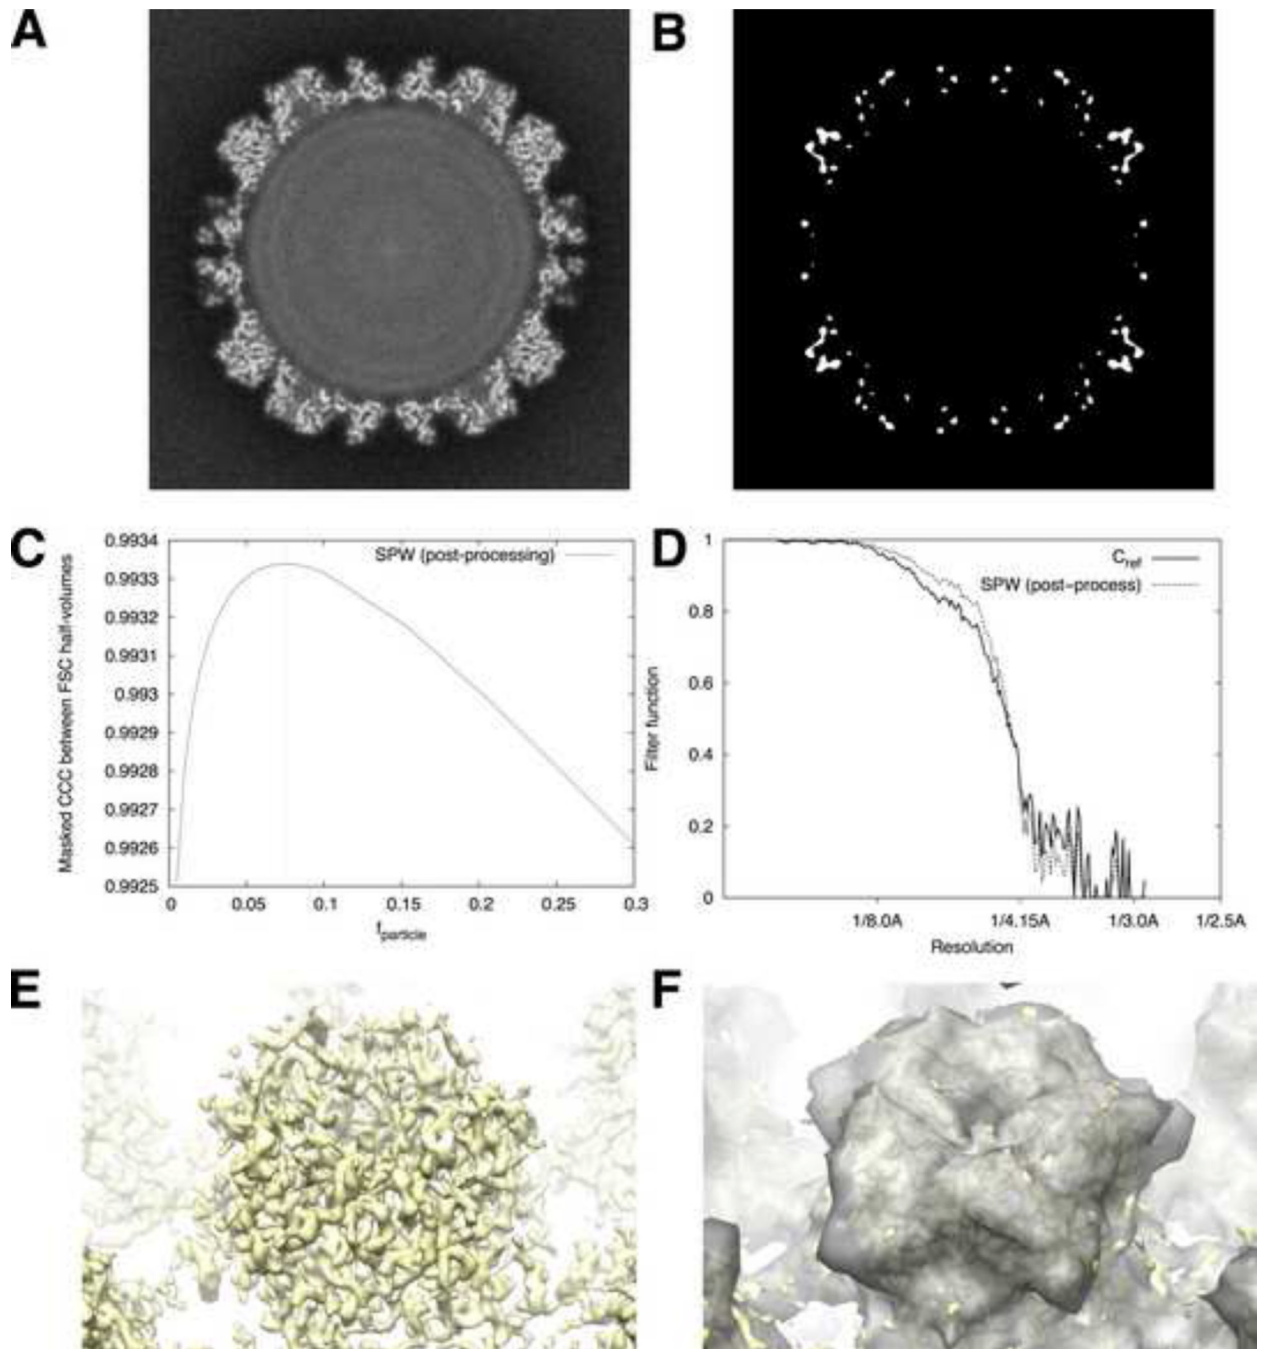 A
B
C
Masked CCC between FSC half-volumes
0.9934
0.9933
0.9932
0.9931
0.993
0.9929
0.9928
0.9927
0.9926
0.9925
SPW (post-processing)
0 0.05 0.1 0.15 0.2 0.25 0.3
fparticle
D
Filter function
1
0.8
0.6
0.4
0.2
0
Cref
SPW (post-process)
1/8.0A 1/4.15A 1/3.0A 1/2.5A
Resolution
E
F